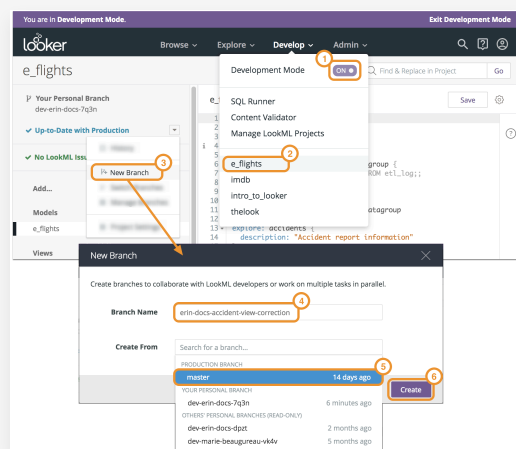 You are in Development Mode.
Exit Development Mode
looker
Browse
Explore
Develop
Admin
e_flights
Development Mode
ON
1
Find & Replace in Project
Go
Your Personal Branch
dev-erin-docs-7q3n
SQL Runner
Save
Up-to-Date with Production
Content Validator
Manage LookML Projects
No LookML Issu
3
New Branch
2
e_flights
group {
ROM etl_log;;
imdb
Add...
intro_to_looker
Models
thelook
atagroup
e_flights
explore: accidents {
description: "Accident report information"
Views
New Branch
Create branches to collaborate with LookML developers or work on multiple tasks in parallel.
4
Branch Name
erin-docs-accident-view-correction
Create From
Search for a branch...
PRODUCTION BRANCH
5
master
14 days ago
6
YOUR PERSONAL BRANCH
Create
dev-erin-docs-7q3n
6 minutes ago
OTHERS' PERSONAL BRANCHES (READ-ONLY)
dev-erin-docs-dpzt
2 months ago
dev-marie-beaugureau-vk4v
5 months ago